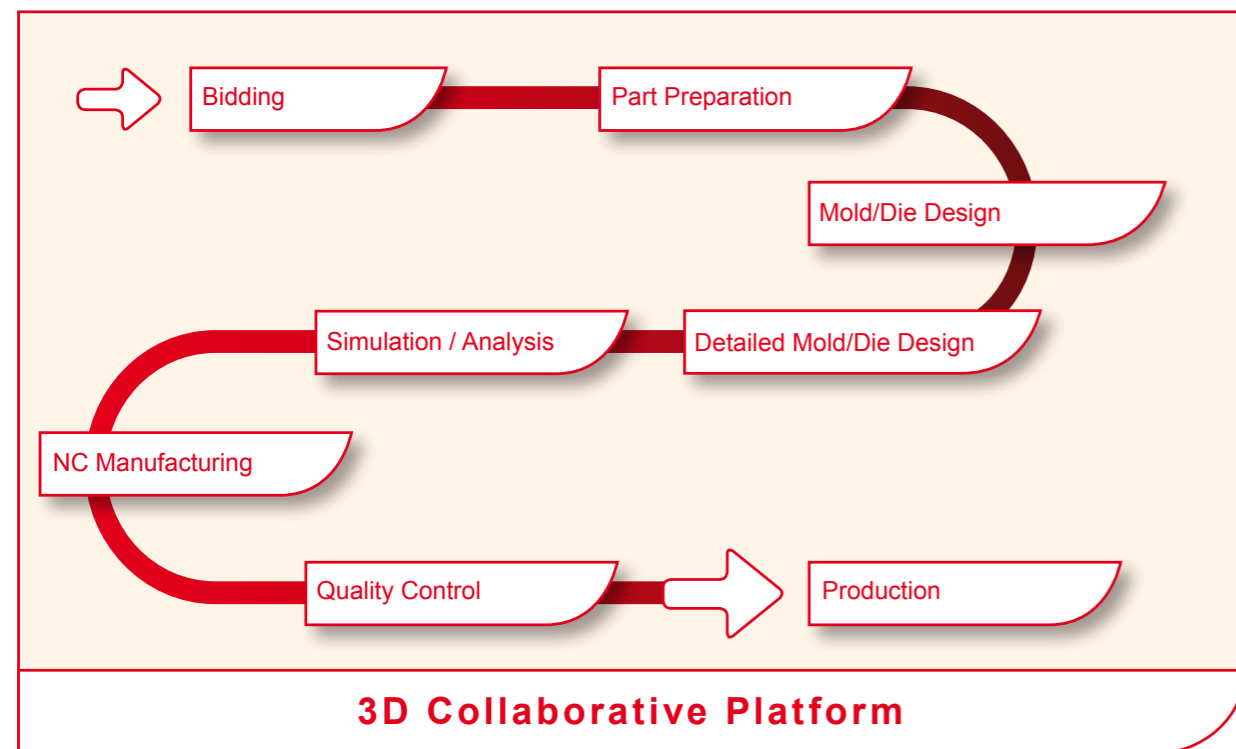 Bidding
Part Preparation
Mold/Die Design
Detailed Mold/Die Design
Simulation / Analysis
NC Manufacturing
Quality Control
Production
3D Collaborative Platform